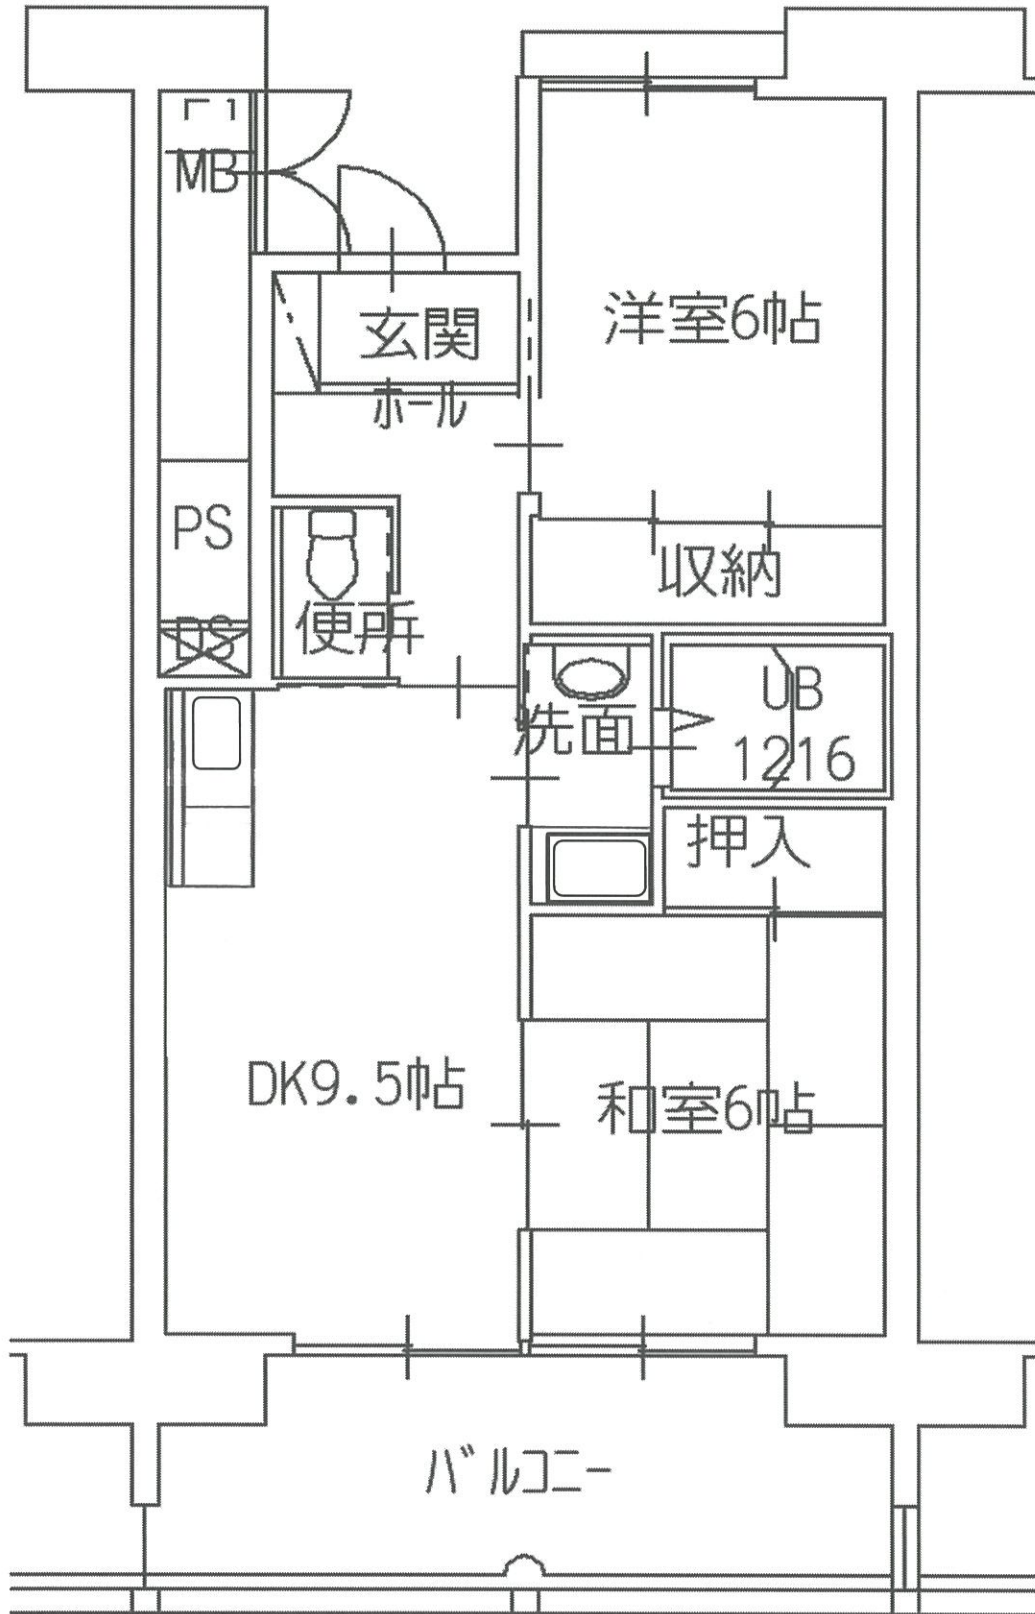 MB
玄関
ホール
洋室6帖
PS
DS
収納
便所
洗面
UB
1216
押入
DK9.5帖
和室6帖
バルコニー